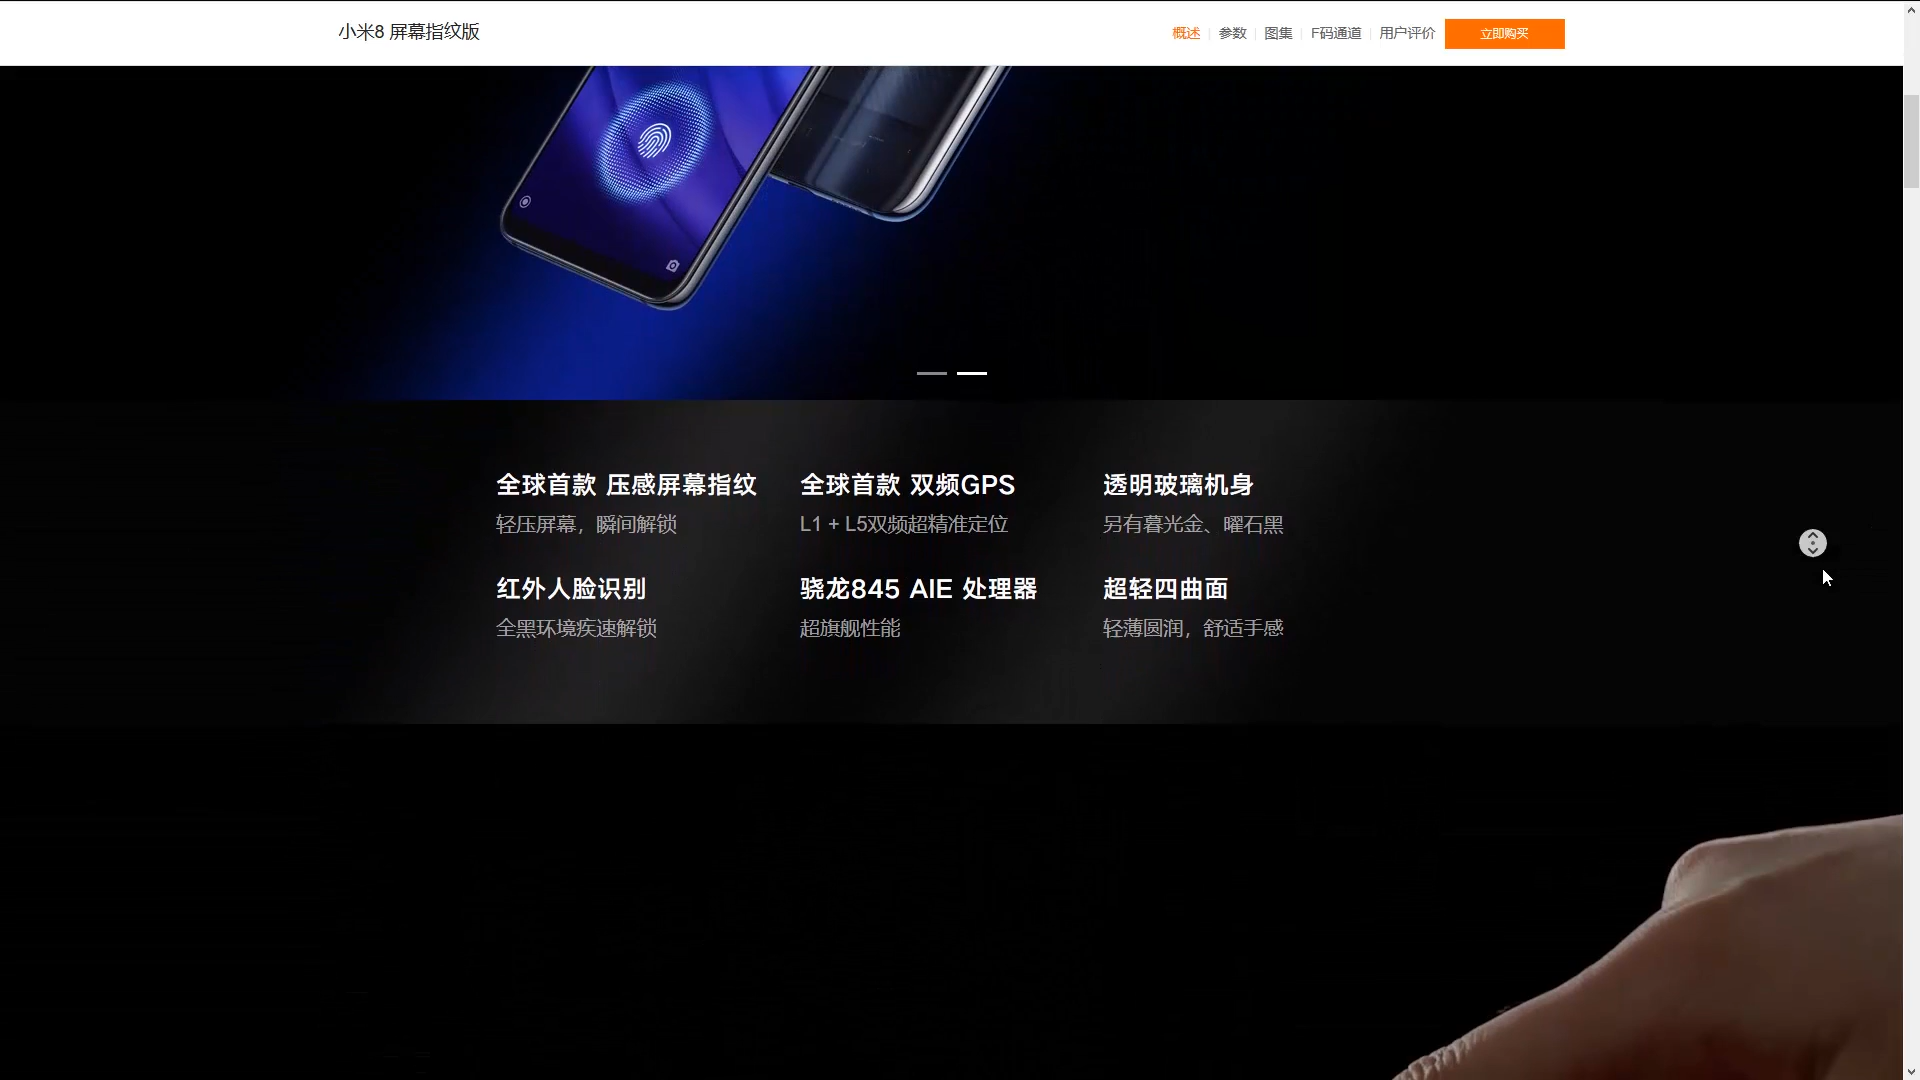 小米8 屏幕指纹版
概述 | 参数 | 图集 | F码通道 | 用户评价 立即购买
全球首款 压感屏幕指纹 全球首款 双频GPS 透明玻璃机身
轻压屏幕，瞬间解锁 L1 + L5双频超精准定位 另有暮光金、曜石黑
红外人脸识别 骁龙845 AIE 处理器 超轻四曲面
全黑环境疾速解锁 超旗舰性能 轻薄圆润，舒适手感